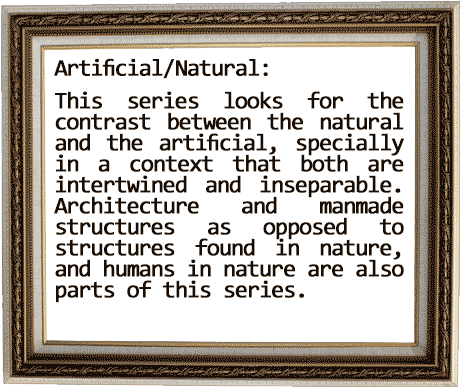 Artificial/Natural:
This series looks for the
contrast between the natural
and the artificial, specially
in a context that both are
intertwined and inseparable.
Architecture and manmade
structures as opposed to
structures found in nature,
and humans in nature are also
parts of this series.